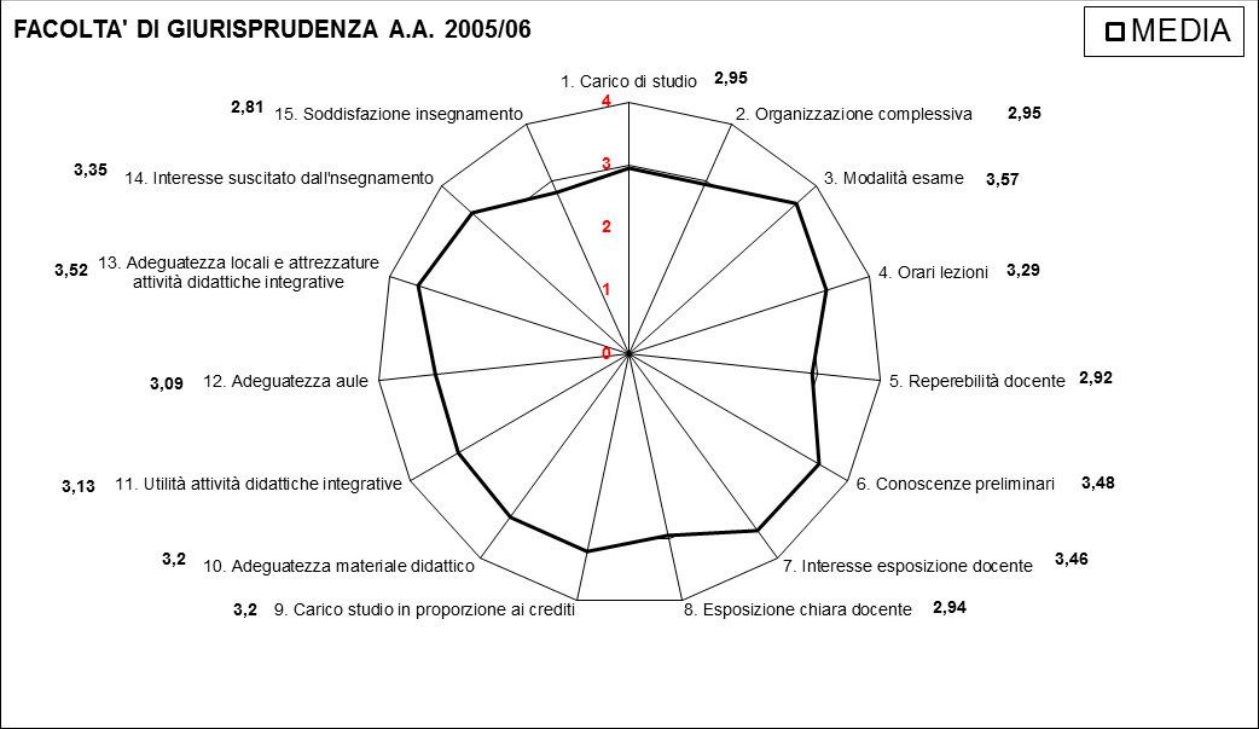 FACOLTA' DI GIURISPRUDENZA A.A. 2005/06
MEDIA
1. Carico di studio 2,95
2. Organizzazione complessiva 2,95
3. Modalità esame 3,57
4. Orari lezioni 3,29
5. Reperebilità docente 2,92
6. Conoscenze preliminari 3,48
7. Interesse esposizione docente 3,46
8. Esposizione chiara docente 2,94
3,2 9. Carico studio in proporzione ai crediti
3,2 10. Adeguatezza materiale didattico
3,13 11. Utilità attività didattiche integrative
3,09 12. Adeguatezza aule
3,52 13. Adeguatezza locali e attrezzature
attività didattiche integrative
3,35 14. Interesse suscitato dall'nsegnamento
2,81 15. Soddisfazione insegnamento
4
3
2
1
0